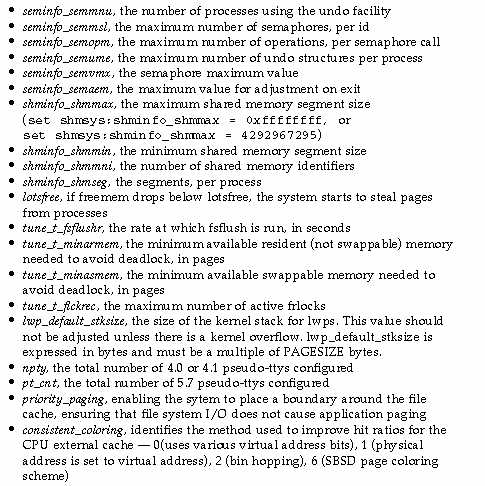 • seminfo_semmnu, the number of processes using the undo facility
• seminfo_semmsl, the maximum number of semaphores, per id
• seminfo_semopm, the maximum number of operations, per semaphore call
• seminfo_semume, the maximum number of undo structures per process
• seminfo_semvmx, the semaphore maximum value
• seminfo_semaem, the maximum value for adjustment on exit
• shminfo_shmmax, the maximum shared memory segment size
(set shmsys:shminfo_shmmax = 0xffffffff, or
set shmsys:shminfo_shmmax = 4292967295)
• shminfo_shmmin, the minimum shared memory segment size
• shminfo_shmmni, the number of shared memory identifiers
• shminfo_shmseg, the segments, per process
• lotsfree, if freemem drops below lotsfree, the system starts to steal pages
from processes
• tune_t_fsflushr, the rate at which fsflush is run, in seconds
• tune_t_minarmem, the minimum available resident (not swappable) memory
needed to avoid deadlock, in pages
• tune_t_minasmem, the minimum available swappable memory needed to
avoid deadlock, in pages
• tune_t_flckrec, the maximum number of active frlocks
• lwp_default_stksize, the size of the kernel stack for lwps. This value should
not be adjusted unless there is a kernel overflow. lwp_default_stksize is
expressed in bytes and must be a multiple of PAGESIZE bytes.
• npty, the total number of 4.0 or 4.1 pseudo-ttys configured
• pt_cnt, the total number of 5.7 pseudo-ttys configured
• priority_paging, enabling the sytem to place a boundary around the file
cache, ensuring that file system I/O does not cause application paging
• consistent_coloring, identifies the method used to improve hit ratios for the
CPU external cache — 0(uses various virtual address bits), 1 (physical
address is set to virtual address), 2 (bin hopping), 6 (SBSD page coloring
scheme)